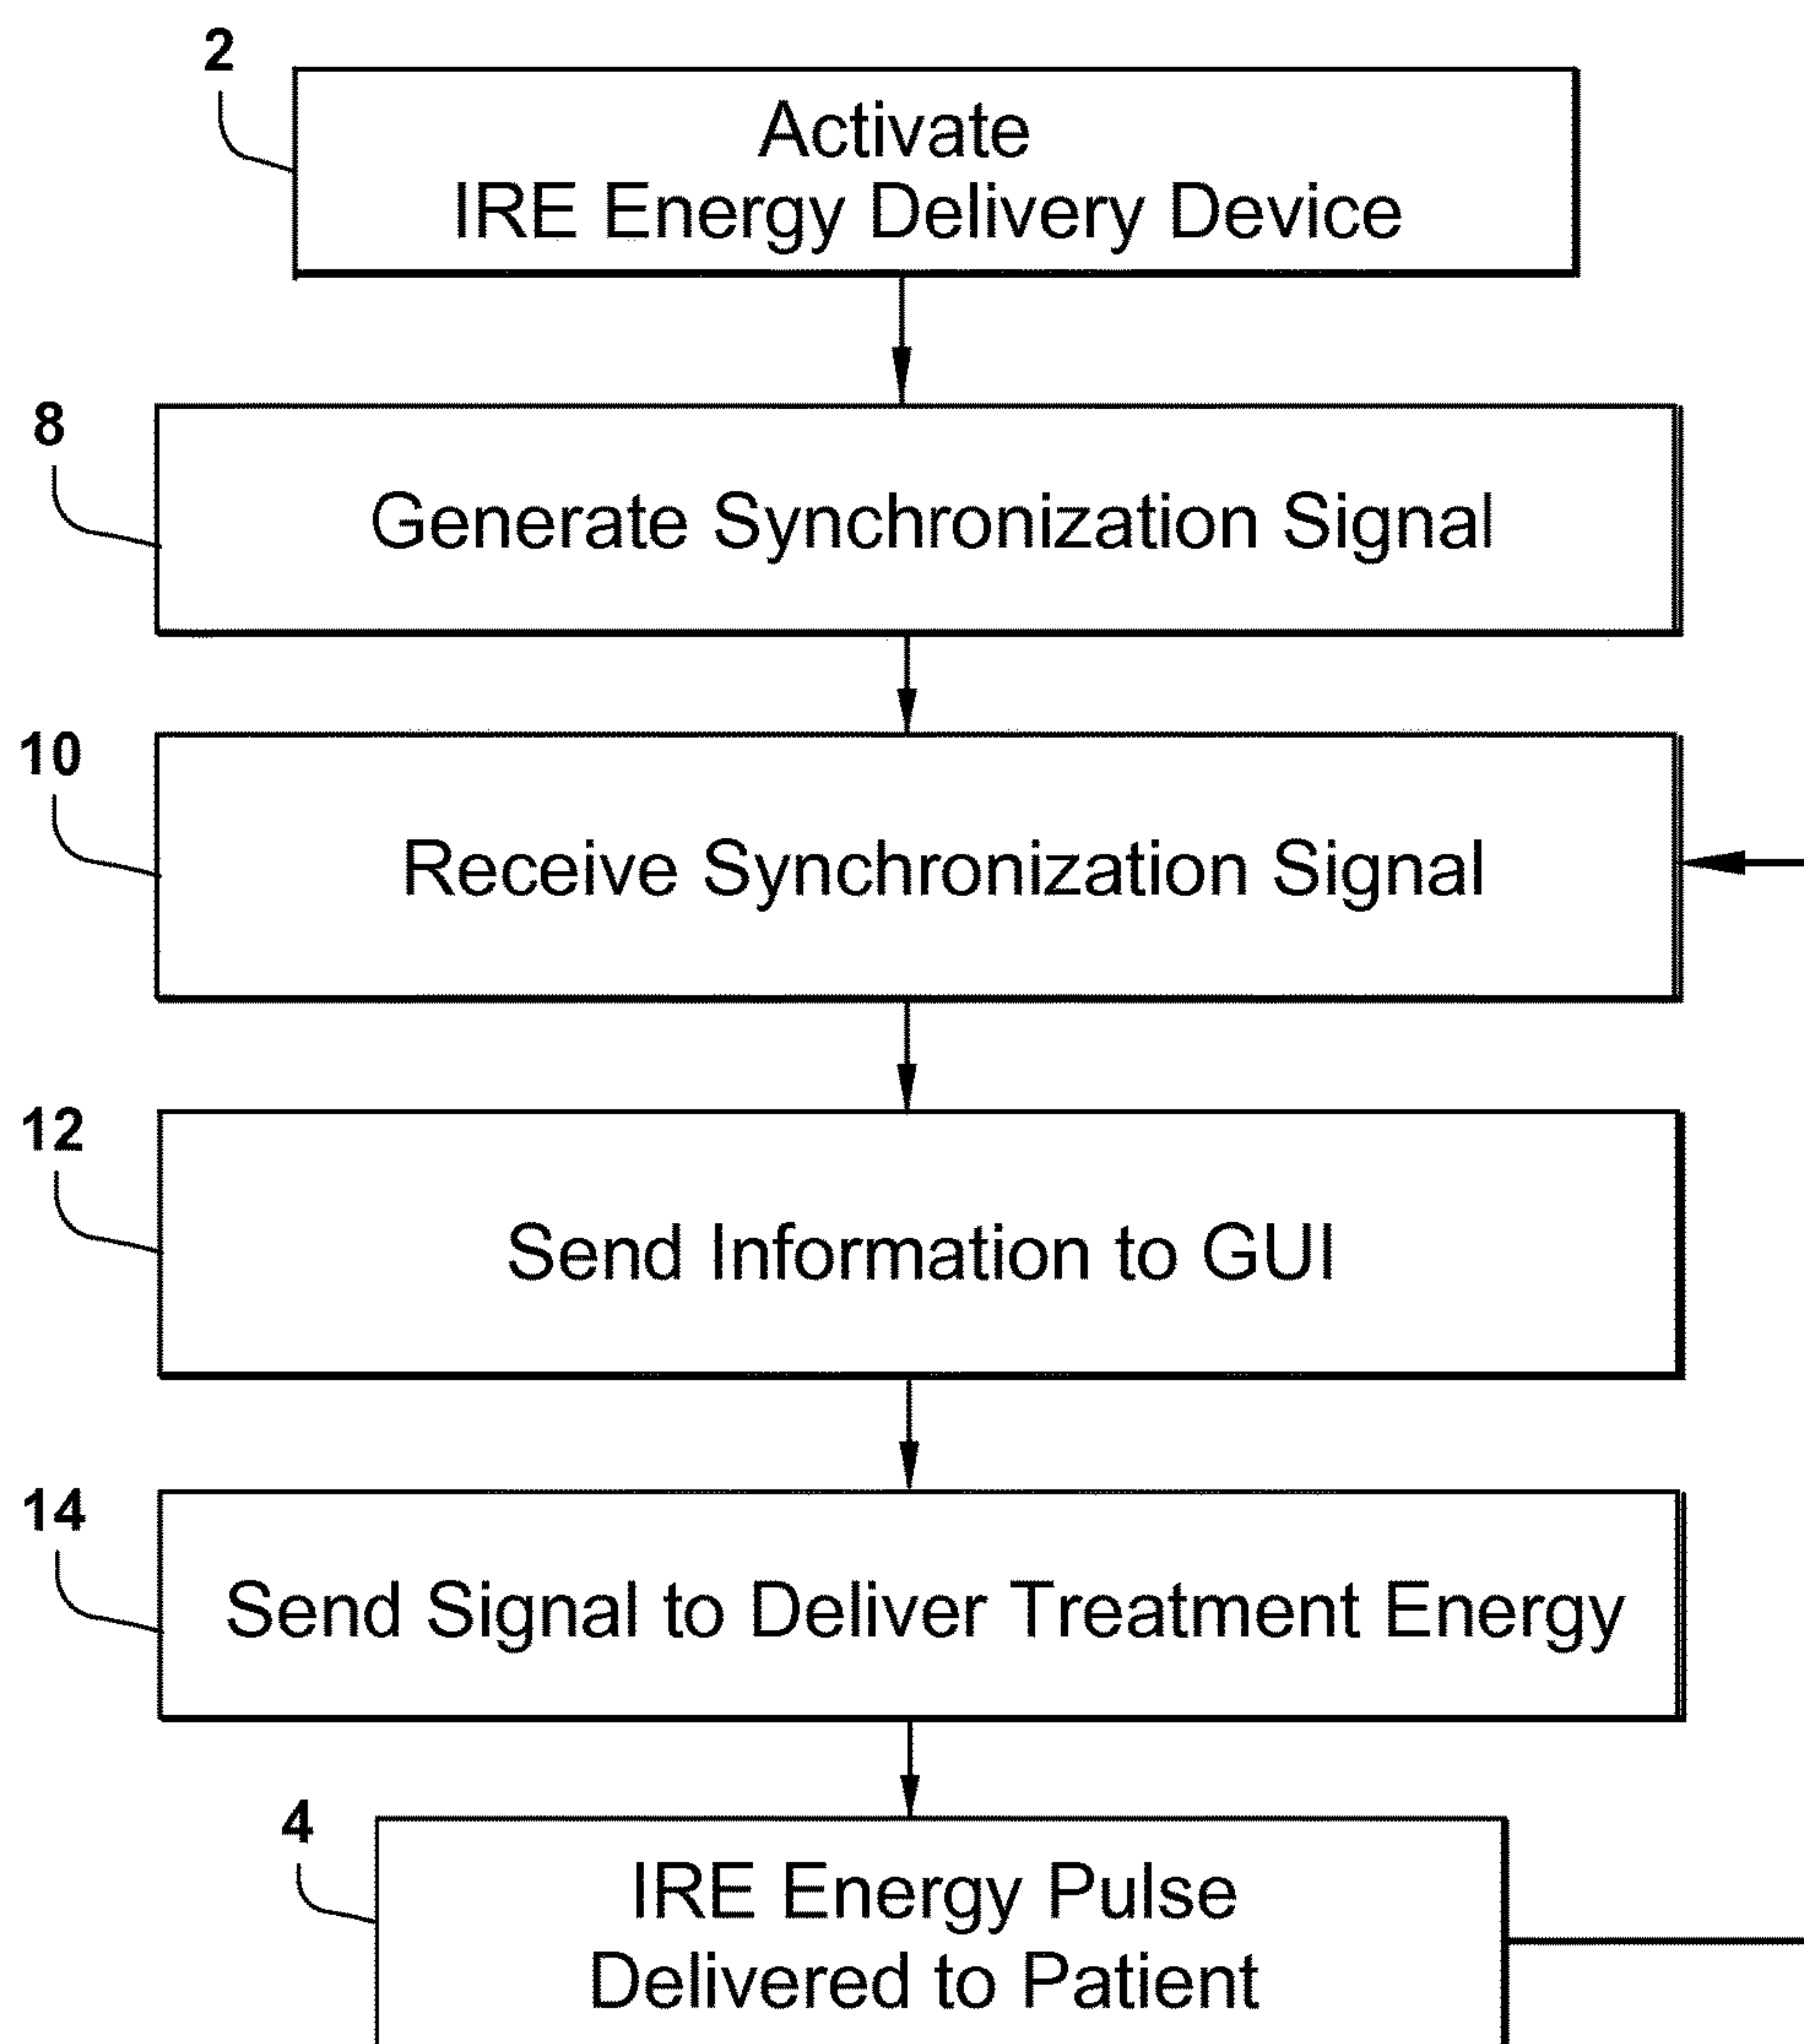 2
Activate
IRE Energy Delivery Device
8
Generate Synchronization Signal
10
Receive Synchronization Signal
12
Send Information to GUI
14
Send Signal to Deliver Treatment Energy
4
IRE Energy Pulse
Delivered to Patient